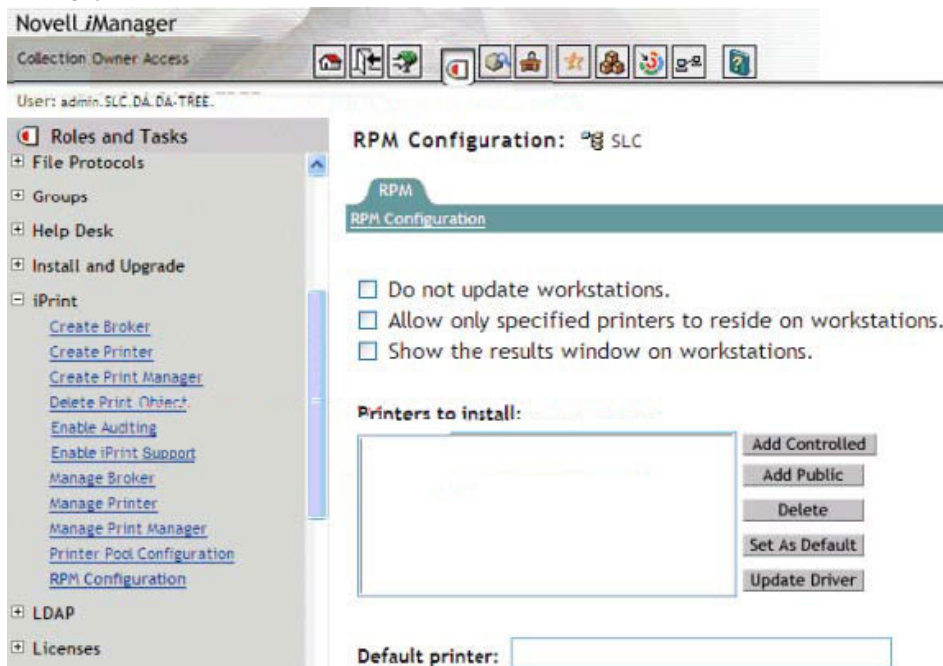 Novell iManager
Collection Owner Access
User: admin.SLC.DA.DA-TREE.
Roles and Tasks
File Protocols
Groups
Help Desk
Install and Upgrade
iPrint
Create Broker
Create Printer
Create Print Manager
Delete Print Object
Enable Auditing
Enable iPrint Support
Manage Broker
Manage Printer
Manage Print Manager
Printer Pool Configuration
RPM Configuration
LDAP
Licenses
RPM Configuration: SLC
RPM
RPM Configuration
Do not update workstations.
Allow only specified printers to reside on workstations.
Show the results window on workstations.
Printers to install:
Add Controlled
Add Public
Delete
Set As Default
Update Driver
Default printer: